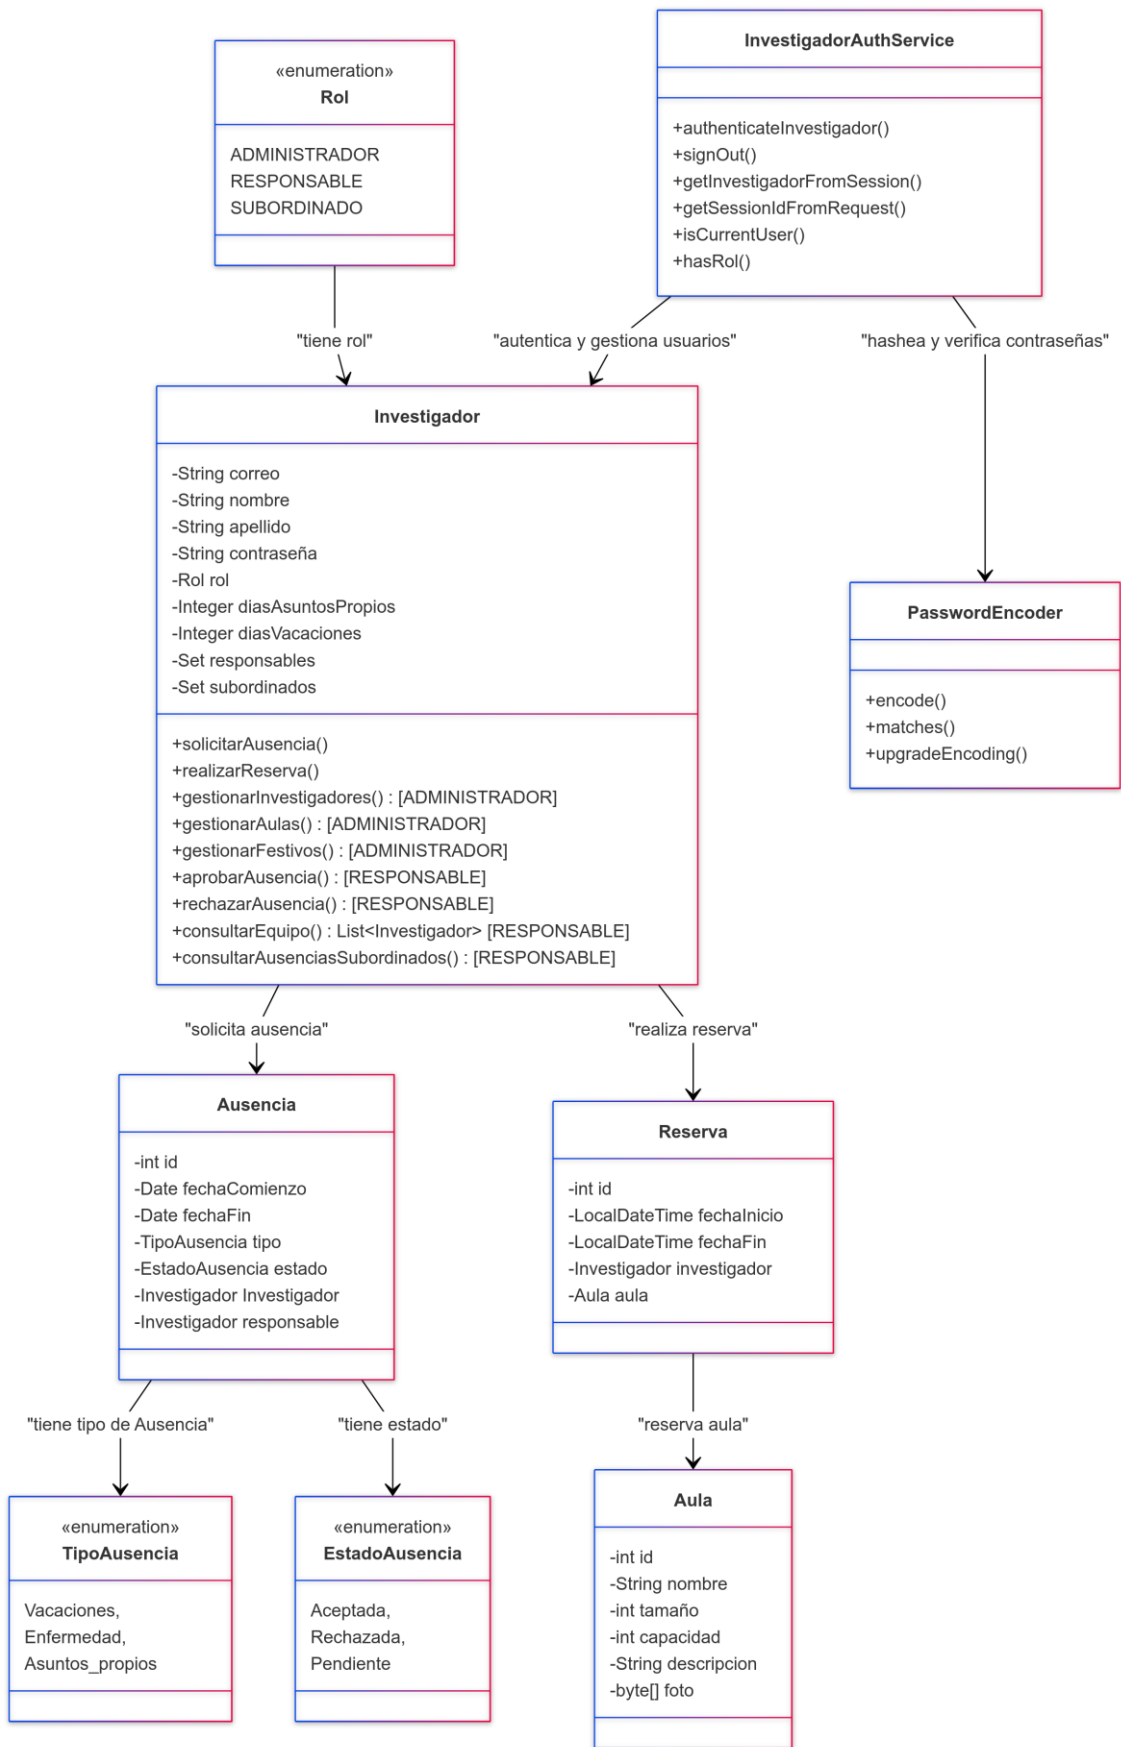 «enumeration»
Rol
ADMINISTRADOR
RESPONSABLE
SUBORDINADO
InvestigadorAuthService
+authenticateInvestigador()
+signOut()
+getInvestigadorFromSession()
+getSessionIdFromRequest()
+isCurrentUser()
+hasRol()
"tiene rol"
"autentica y gestiona usuarios"
"hashea y verifica contraseñas"
Investigador
-String correo
-String nombre
-String apellido
-String contraseña
-Rol rol
-Integer diasAsuntosPropios
-Integer diasVacaciones
-Set responsables
-Set subordinados
+solicitarAusencia()
+realizarReserva()
+gestionarInvestigadores() : [ADMINISTRADOR]
+gestionarAulas() : [ADMINISTRADOR]
+gestionarFestivos() : [ADMINISTRADOR]
+aprobarAusencia() : [RESPONSABLE]
+rechazarAusencia() : [RESPONSABLE]
+consultarEquipo() : List<Investigador> [RESPONSABLE]
+consultarAusenciasSubordinados() : [RESPONSABLE]
PasswordEncoder
+encode()
+matches()
+upgradeEncoding()
"solicita ausencia"
"realiza reserva"
Ausencia
-int id
-Date fechaComienzo
-Date fechaFin
-TipoAusencia tipo
-EstadoAusencia estado
-Investigador Investigador
-Investigador responsable
Reserva
-int id
-LocalDateTime fechaInicio
-LocalDateTime fechaFin
-Investigador investigador
-Aula aula
"tiene tipo de Ausencia"
"tiene estado"
"reserva aula"
«enumeration»
TipoAusencia
Vacaciones,
Enfermedad,
Asuntos_propios
«enumeration»
EstadoAusencia
Aceptada,
Rechazada,
Pendiente
Aula
-int id
-String nombre
-int tamaño
-int capacidad
-String descripcion
-byte[] foto